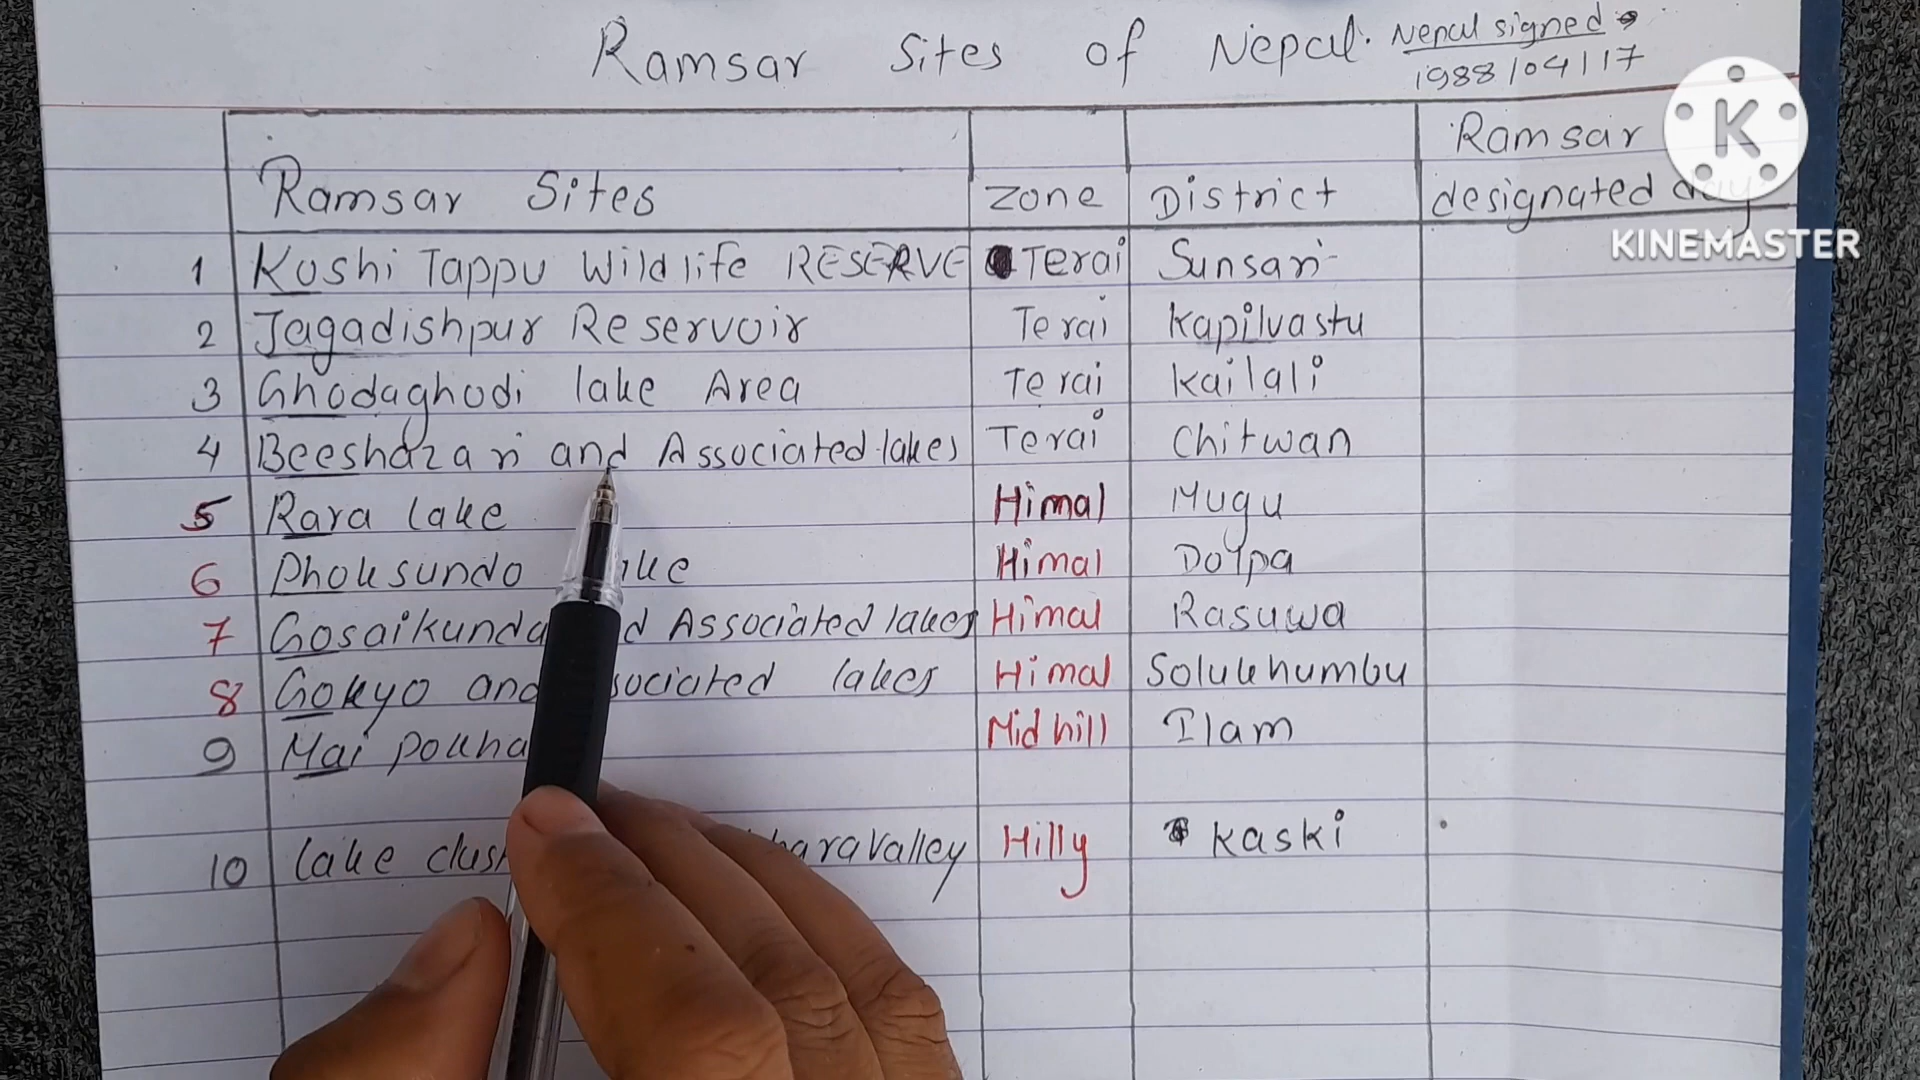 Ramsar Sites of Nepal. Nepal signed
1988/04/17
Ramsar
Ramsar Sites Zone District designated day
1 Koshi Tappu Wildlife RESERVE Terai Sunsari
2 Jagadishpur Reservoir Terai Kapilvastu
3 Ghodaghodi lake Area Terai Kailali
4 Beeshazari and Associated lakes Terai Chitwan
5 Rara lake Himal Mugu
6 Phoksundo Himal Dolpa
7 Gosaikunda Associated lakes Himal Rasuwa
8 Gokyo and lakes Himal Solukhumbu
9 Mai Mid hill Ilam
10 lake Valley Hilly Kaski
K
KINEMASTER